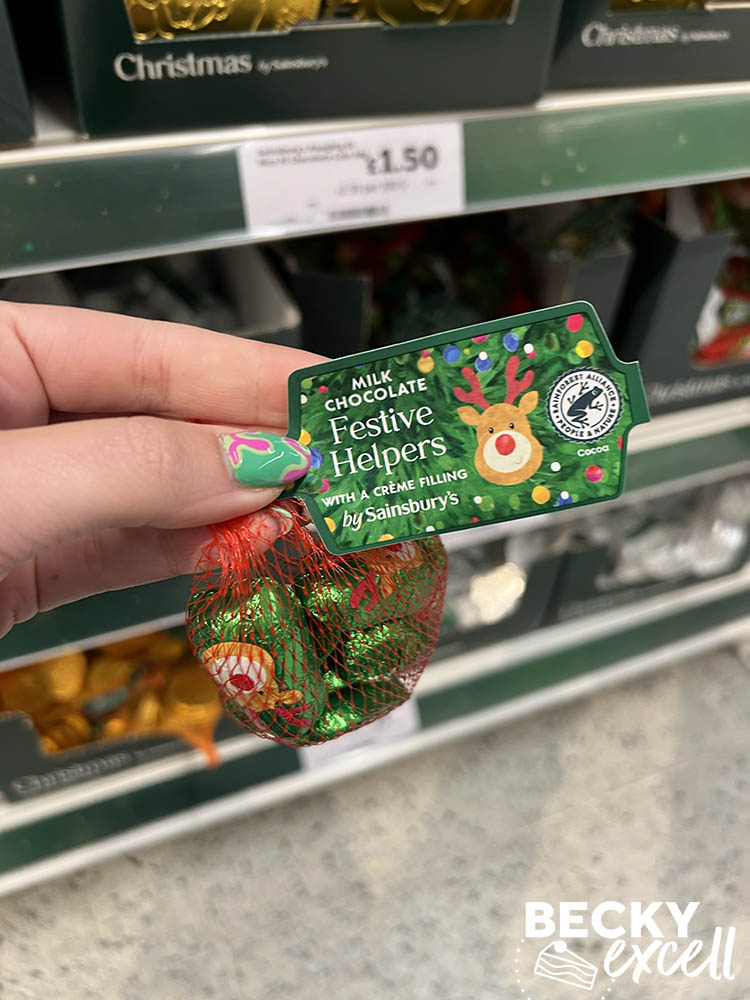 Christmas by Sainsbury's
Christmas by Sainsbury's
£1.50
MILK
CHOCOLATE
Festive
Helpers
WITH A CRÈME FILLING
by Sainsbury's
RAINFOREST ALLIANCE
PEOPLE & NATURE
Cocoa
Christmas
BECKY
excell